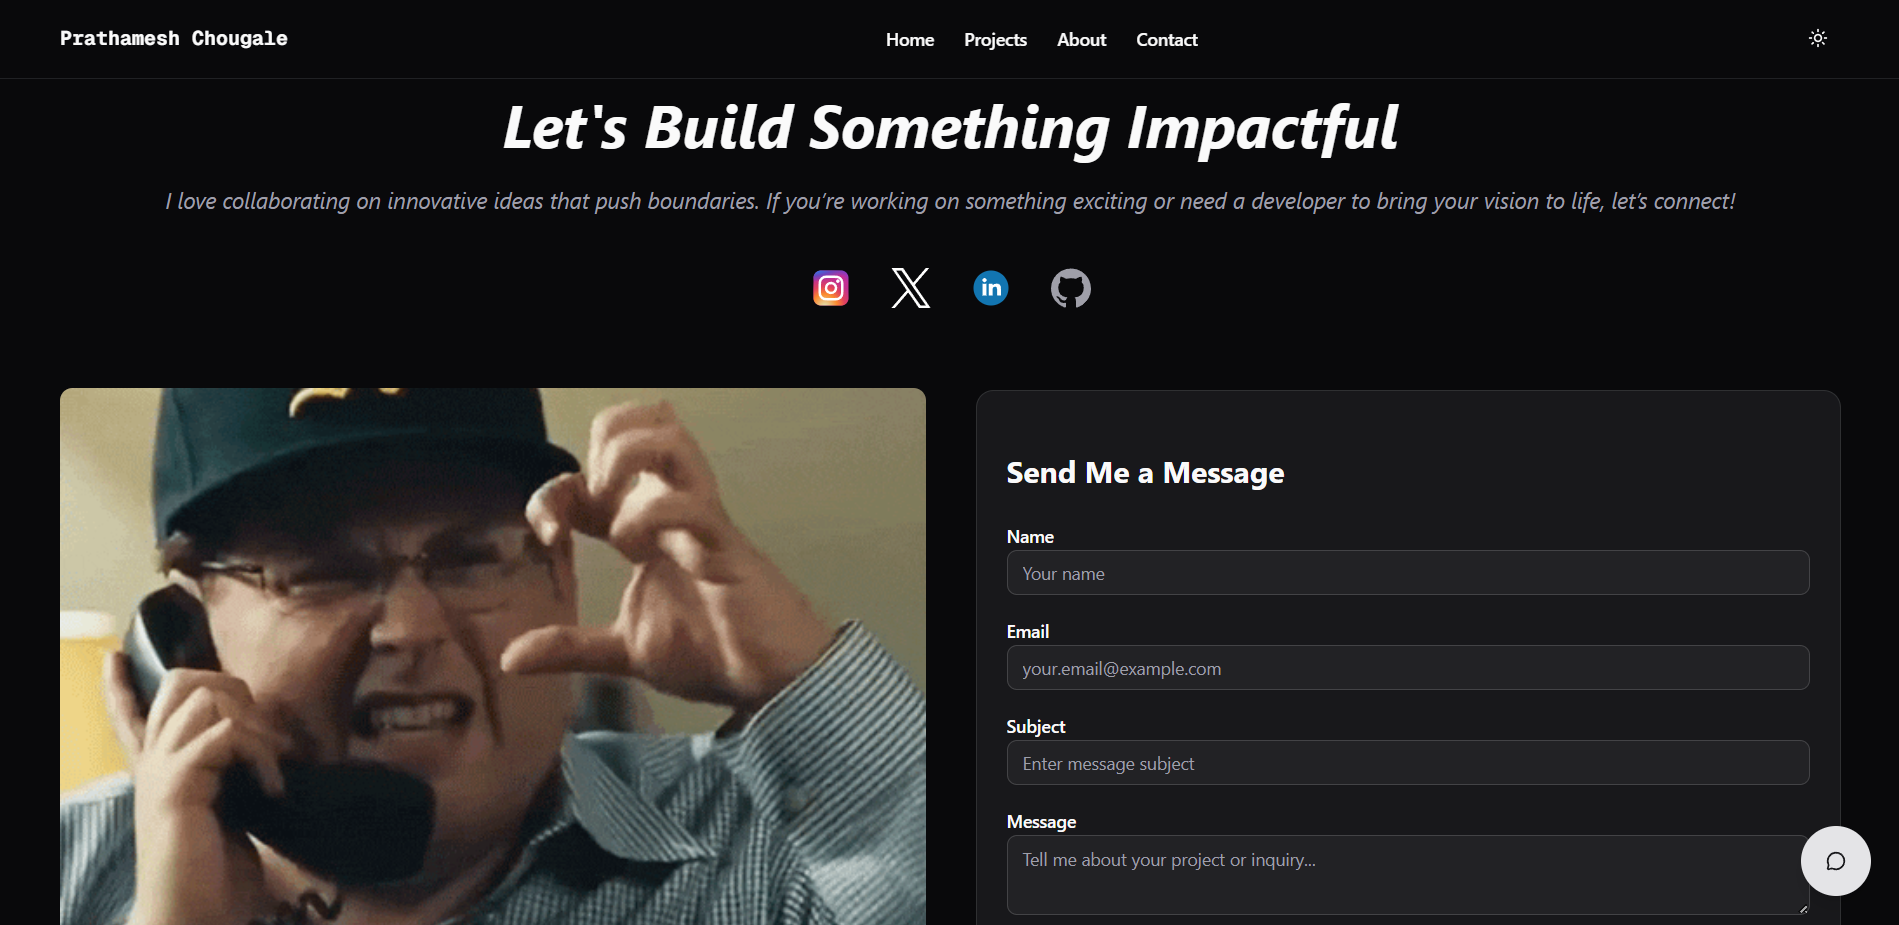 Prathamesh Chougale
Home Projects About Contact
Let's Build Something Impactful
I love collaborating on innovative ideas that push boundaries. If you’re working on something exciting or need a developer to bring your vision to life, let’s connect!
in
Send Me a Message
Name
Your name
Email
your.email@example.com
Subject
Enter message subject
Message
Tell me about your project or inquiry...